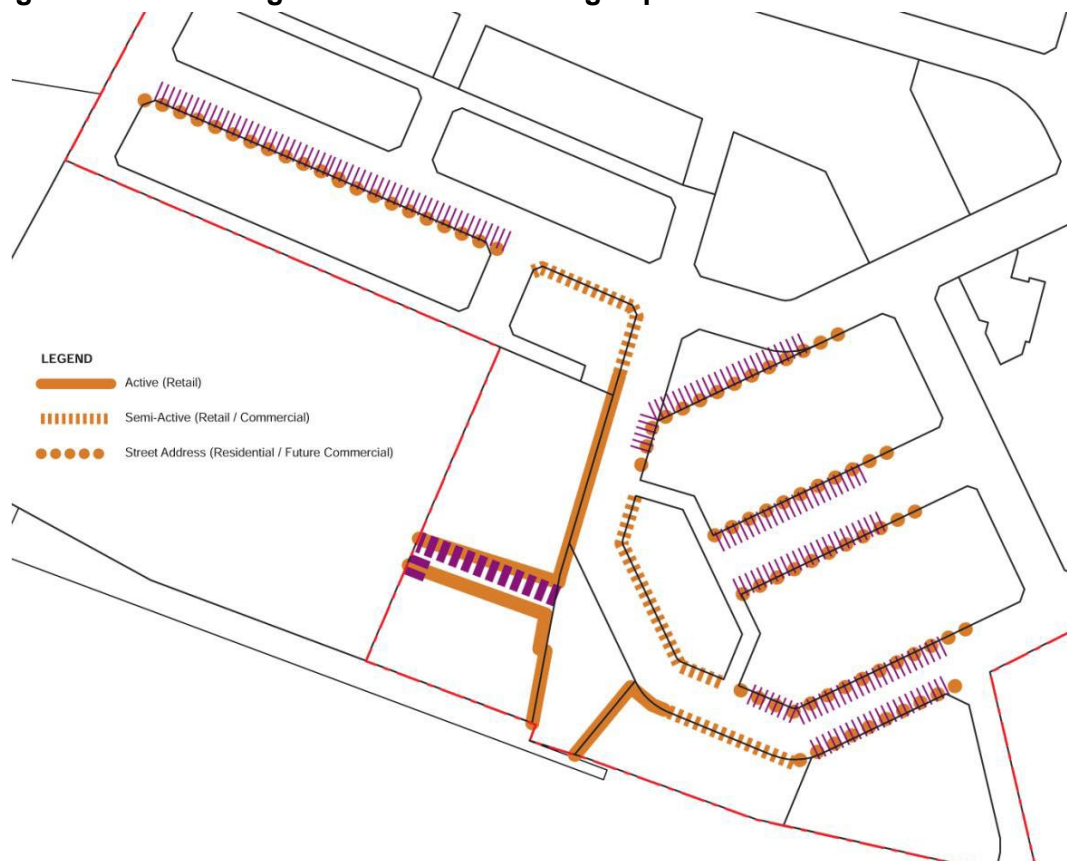 LEGEND
Active (Retail)
Semi-Active (Retail / Commercial)
Street Address (Residential / Future Commercial)